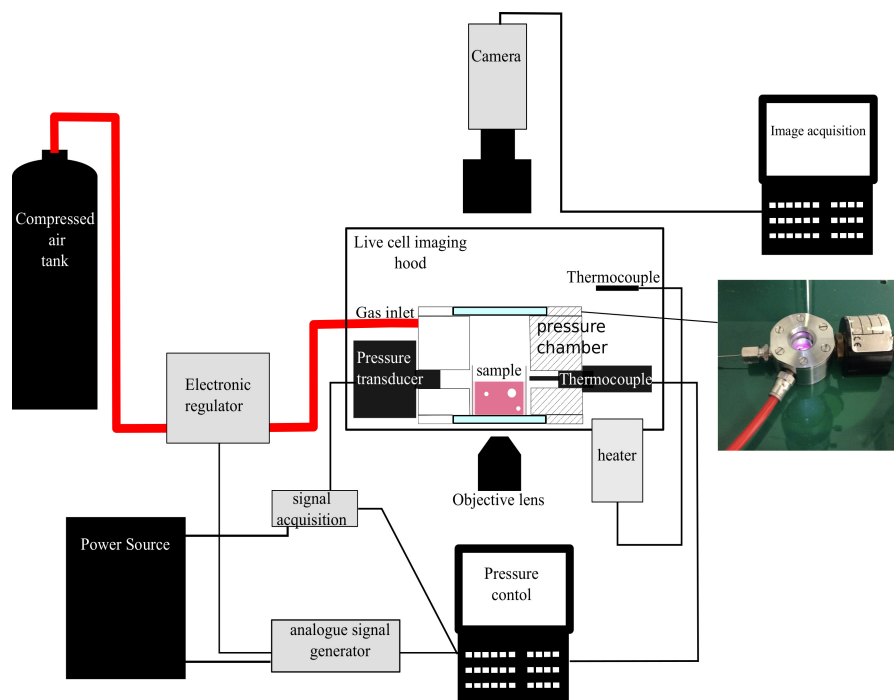 Camera
Image acquisition
Compressed
air
tank
Live cell imaging
hood
Thermocouple
Gas inlet
pressure
chamber
Pressure
transducer
sample
Thermocouple
Electronic
regulator
heater
Objective lens
signal
acquisition
Power Source
Pressure
contol
analogue signal
generator